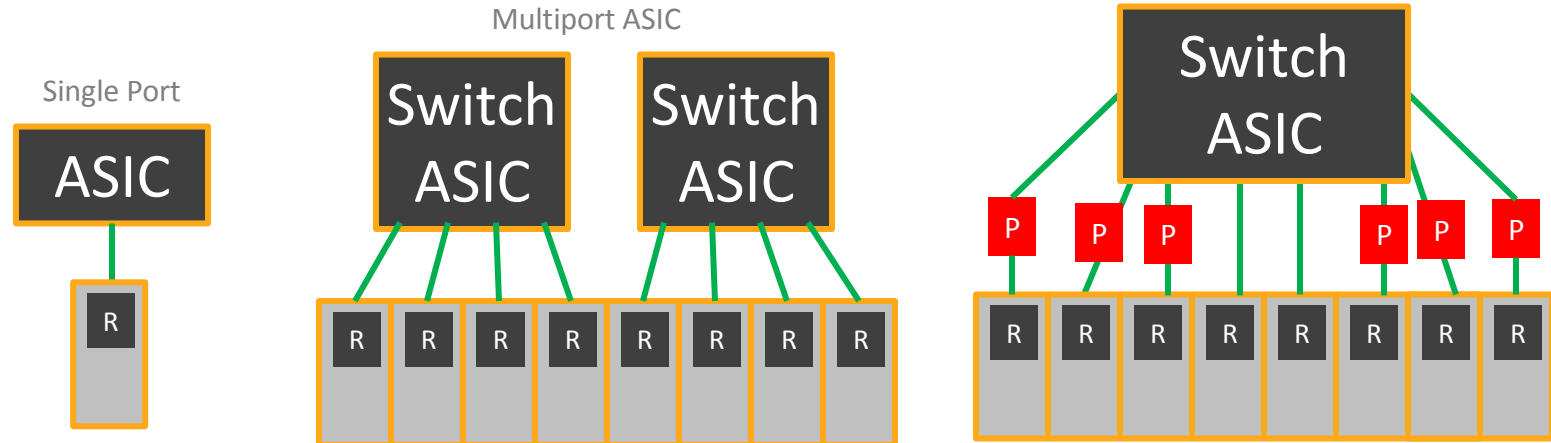 Single Port
ASIC
R
Multiport ASIC
Switch
ASIC
Switch
ASIC
R R R R R R R R
Switch
ASIC
P P P P P P
R R R R R R R R